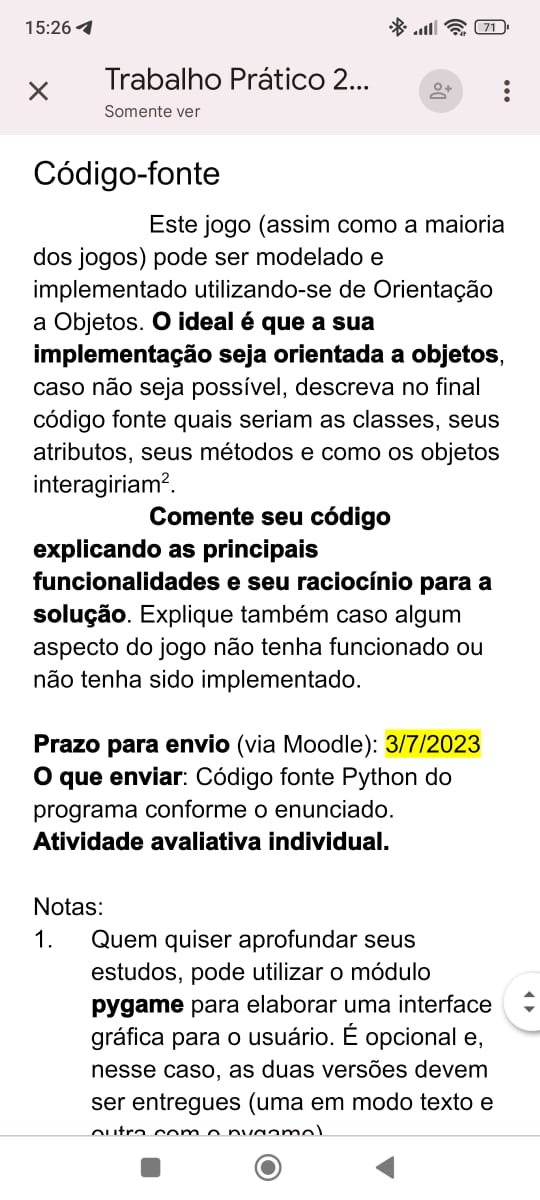 15:26
71
Trabalho Prático 2...
Somente ver
Código-fonte
Este jogo (assim como a maioria
dos jogos) pode ser modelado e
implementado utilizando-se de Orientação
a Objetos. O ideal é que a sua
implementação seja orientada a objetos,
caso não seja possível, descreva no final
código fonte quais seriam as classes, seus
atributos, seus métodos e como os objetos
interagiriam².
Comente seu código
explicando as principais
funcionalidades e seu raciocínio para a
solução. Explique também caso algum
aspecto do jogo não tenha funcionado ou
não tenha sido implementado.
Prazo para envio (via Moodle): 3/7/2023
O que enviar: Código fonte Python do
programa conforme o enunciado.
Atividade avaliativa individual.
Notas:
1. Quem quiser aprofundar seus
estudos, pode utilizar o módulo
pygame para elaborar uma interface
gráfica para o usuário. É opcional e,
nesse caso, as duas versões devem
ser entregues (uma em modo texto e
outra com o pygame)